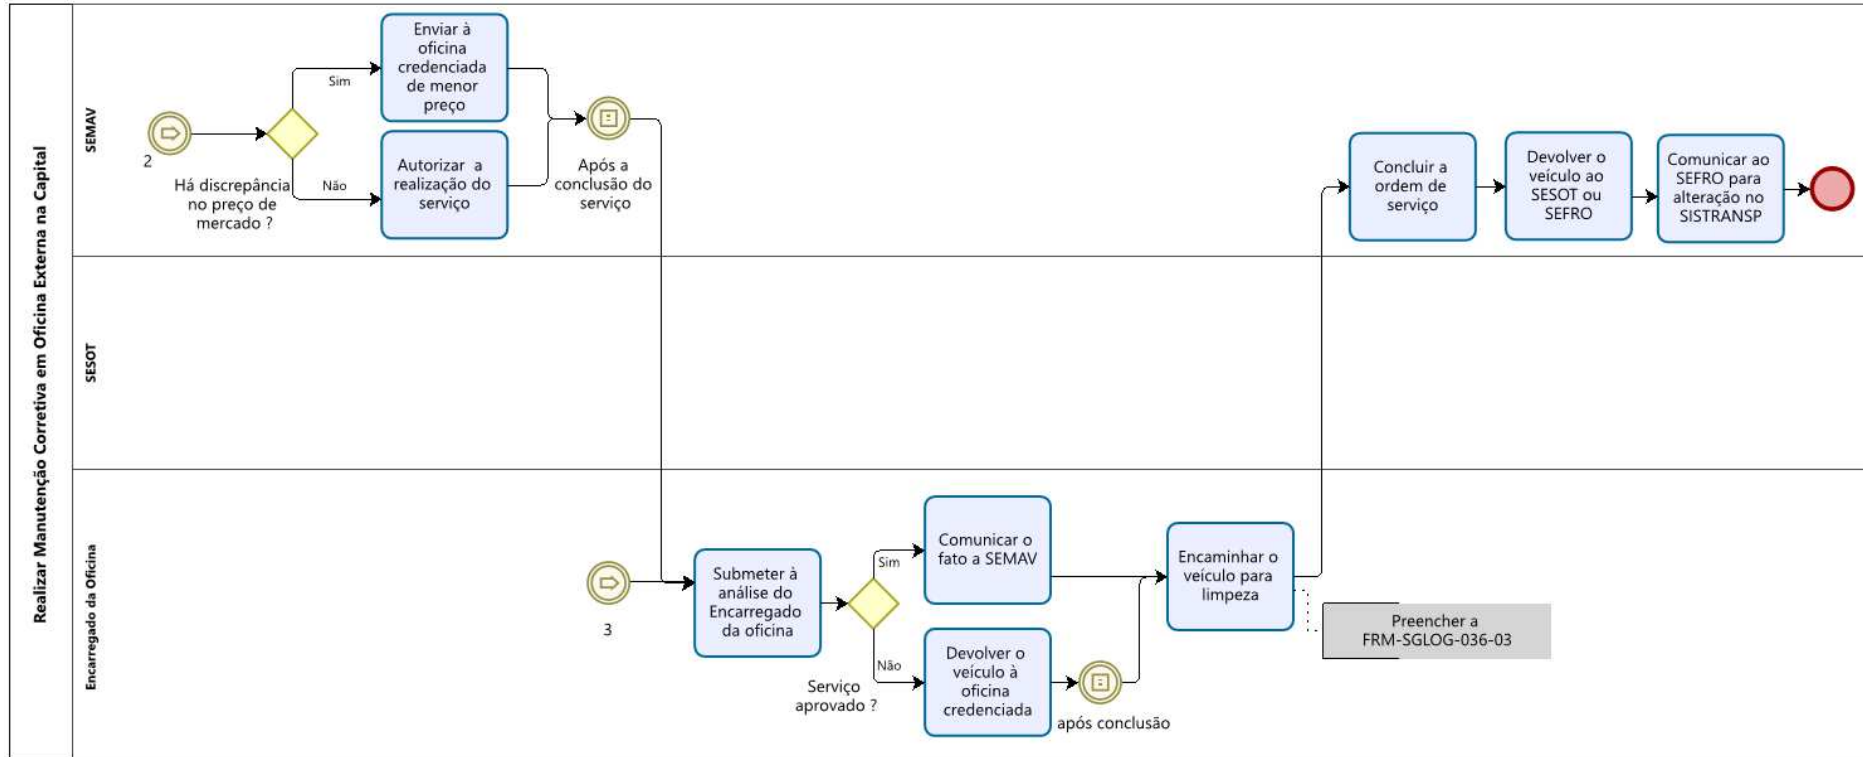 Realizar Manutenção Corretiva em Oficina Externa na Capital
SEMAV
2
Há discrepância
no preço de
mercado ?
Sim
Não
Enviar à
oficina
credenciada
de menor
preço
Autorizar a
realização do
serviço
Após a
conclusão do
serviço
Concluir a
ordem de
serviço
Devolver o
veículo ao
SESOT ou
SEFRO
Comunicar ao
SEFRO para
alteração no
SISTRANSP
SESOT
Encarregado da Oficina
3
Submeter à
análise do
Encarregado
da oficina
Serviço
aprovado ?
Sim
Não
Comunicar o
fato a SEMAV
Devolver o
veículo à
oficina
credenciada
após conclusão
Encaminhar o
veículo para
limpeza
Preencher a
FRM-SGLOG-036-03